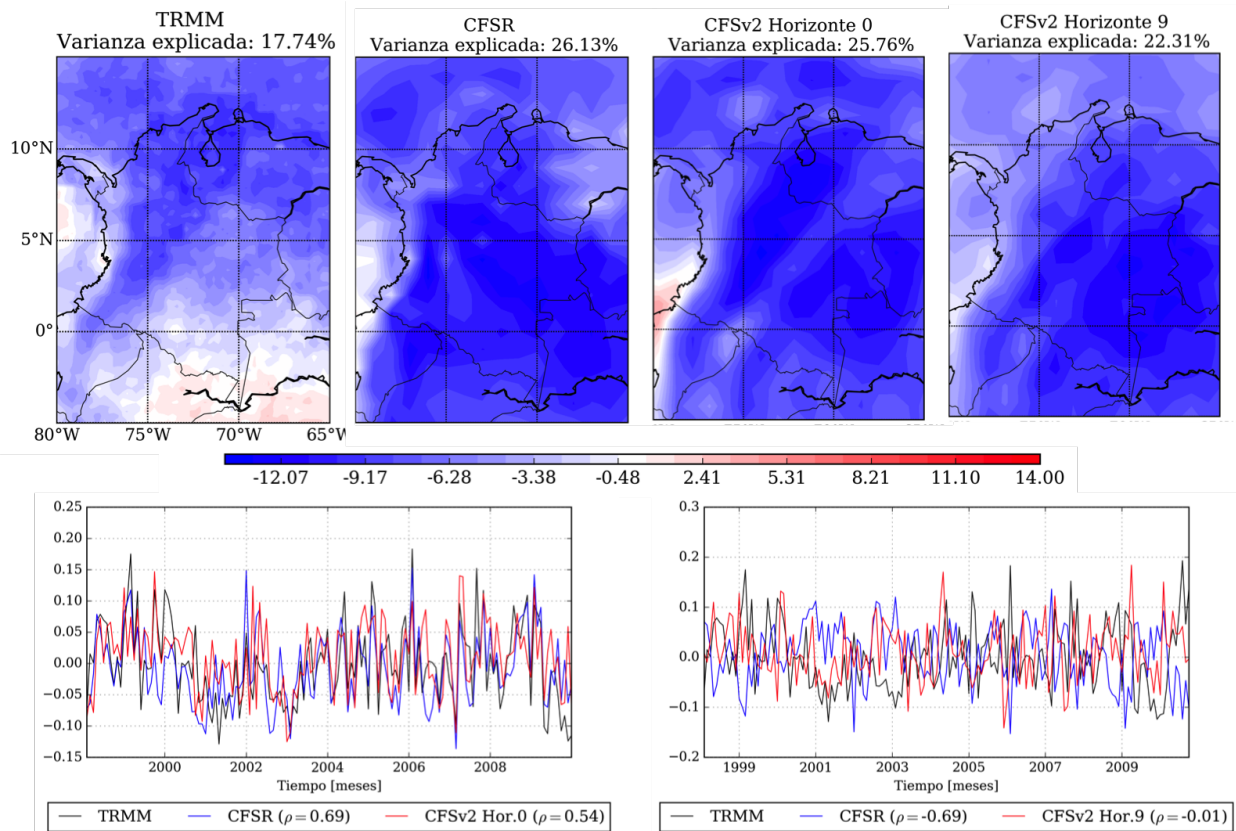 TRMM
Varianza explicada: 17.74%
CFSR
Varianza explicada: 26.13%
CFSv2 Horizonte 0
Varianza explicada: 25.76%
CFSv2 Horizonte 9
Varianza explicada: 22.31%
10°N
5°N
0°
80°W 75°W 70°W 65°W
-12.07 -9.17 -6.28 -3.38 -0.48 2.41 5.31 8.21 11.10 14.00
0.25
0.20
0.15
0.10
0.05
0.00
−0.05
−0.10
−0.15
2000 2002 2004 2006 2008
Tiempo [meses]
TRMM CFSR (ρ=0.69) CFSv2 Hor.0 (ρ=0.54)
0.3
0.2
0.1
0.0
−0.1
−0.2
1999 2001 2003 2005 2007 2009
Tiempo [meses]
TRMM CFSR (ρ=-0.69) CFSv2 Hor.9 (ρ=-0.01)